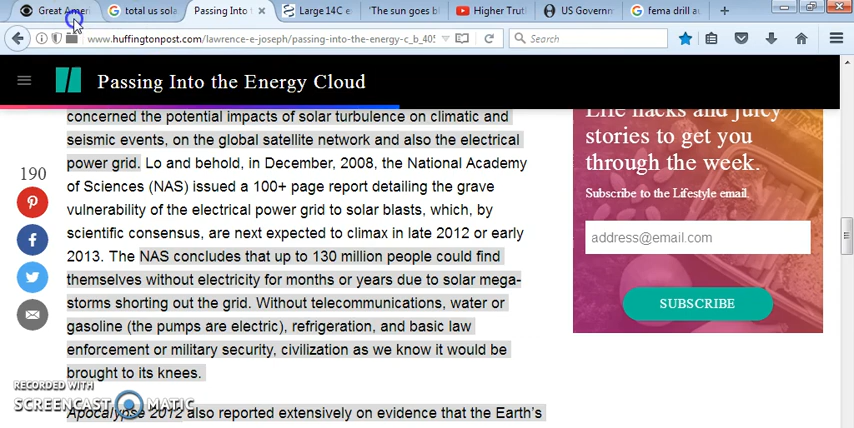 Great Ameri
total us sola
Passing Into t
Large 14C e
'The sun goes bl
Higher Truth
US Governm
fema drill au
www.huffingtonpost.com/lawrence-e-joseph/passing-into-the-energy-c_b_405
Search
Passing Into the Energy Cloud
concerned the potential impacts of solar turbulence on climatic and
seismic events, on the global satellite network and also the electrical
power grid. Lo and behold, in December, 2008, the National Academy
of Sciences (NAS) issued a 100+ page report detailing the grave
vulnerability of the electrical power grid to solar blasts, which, by
scientific consensus, are next expected to climax in late 2012 or early
2013. The NAS concludes that up to 130 million people could find
themselves without electricity for months or years due to solar mega-
storms shorting out the grid. Without telecommunications, water or
gasoline (the pumps are electric), refrigeration, and basic law
enforcement or military security, civilization as we know it would be
brought to its knees.
Apocalypse 2012 also reported extensively on evidence that the Earth's
190
Life hacks and juicy
stories to get you
through the week.
Subscribe to the Lifestyle email.
address@email.com
SUBSCRIBE
RECORDED WITH
SCREENCAST MATIC